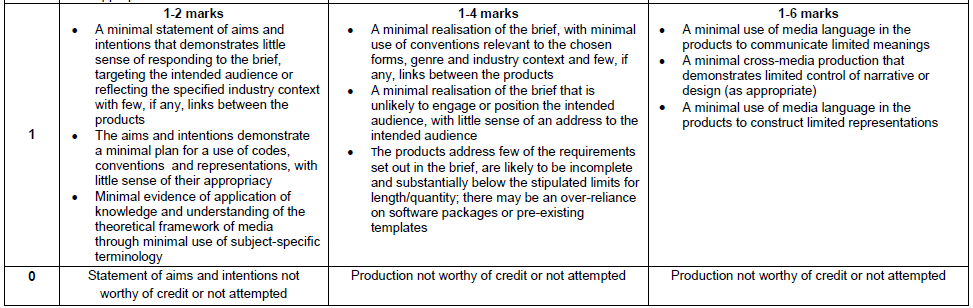 1-2 marks
• A minimal statement of aims and
intentions that demonstrates little
sense of responding to the brief,
targeting the intended audience or
reflecting the specified industry context
with few, if any, links between the
products
• The aims and intentions demonstrate
a minimal plan for a use of codes,
conventions and representations, with
little sense of their appropriacy
• Minimal evidence of application of
knowledge and understanding of the
theoretical framework of media
through minimal use of subject-specific
terminology
1-4 marks
• A minimal realisation of the brief, with minimal
use of conventions relevant to the chosen
forms, genre and industry context and few, if
any, links between the products
• A minimal realisation of the brief that is
unlikely to engage or position the intended
audience, with little sense of an address to the
intended audience
• The products address few of the requirements
set out in the brief, are likely to be incomplete
and substantially below the stipulated limits for
length/quantity; there may be an over-reliance
on software packages or pre-existing
templates
1-6 marks
• A minimal use of media language in the
products to communicate limited meanings
• A minimal cross-media production that
demonstrates limited control of narrative or
design (as appropriate)
• A minimal use of media language in the
products to construct limited representations
1
0
Statement of aims and intentions not
worthy of credit or not attempted
Production not worthy of credit or not attempted
Production not worthy of credit or not attempted